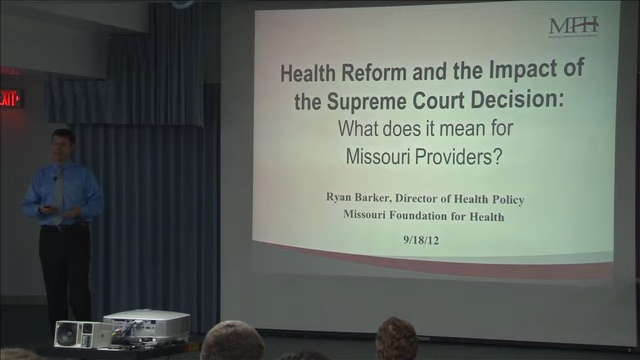 EXIT
MFH
Health Reform and the Impact of
the Supreme Court Decision:
What does it mean for
Missouri Providers?
Ryan Barker, Director of Health Policy
Missouri Foundation for Health
9/18/12